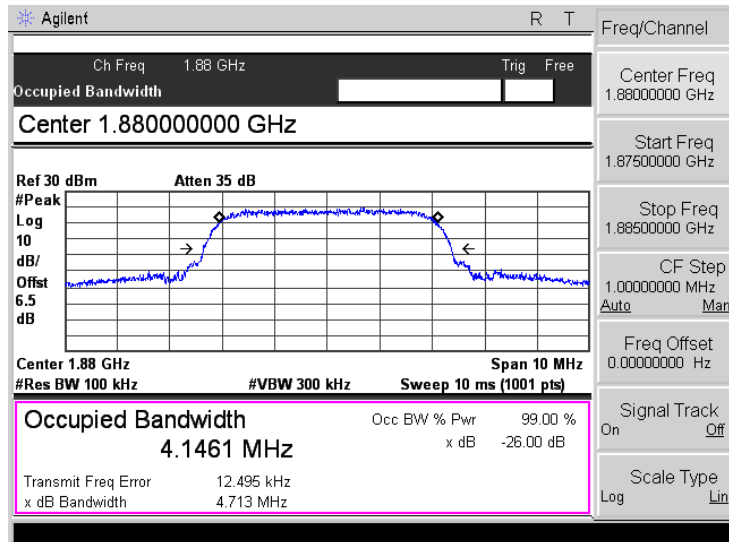 Agilent R T
Ch Freq 1.88 GHz Trig Free
Occupied Bandwidth
Center 1.880000000 GHz
Ref 30 dBm Atten 35 dB
#Peak
Log
10
dB/
Offst
6.5
dB
Center 1.88 GHz Span 10 MHz
#Res BW 100 kHz #VBW 300 kHz Sweep 10 ms (1001 pts)
Occupied Bandwidth
4.1461 MHz
Occ BW % Pwr 99.00 %
x dB -26.00 dB
Transmit Freq Error 12.495 kHz
x dB Bandwidth 4.713 MHz
Freq/Channel
Center Freq
1.88000000 GHz
Start Freq
1.87500000 GHz
Stop Freq
1.88500000 GHz
CF Step
1.00000000 MHz
Auto Man
Freq Offset
0.00000000 Hz
Signal Track
On Off
Scale Type
Log Lin